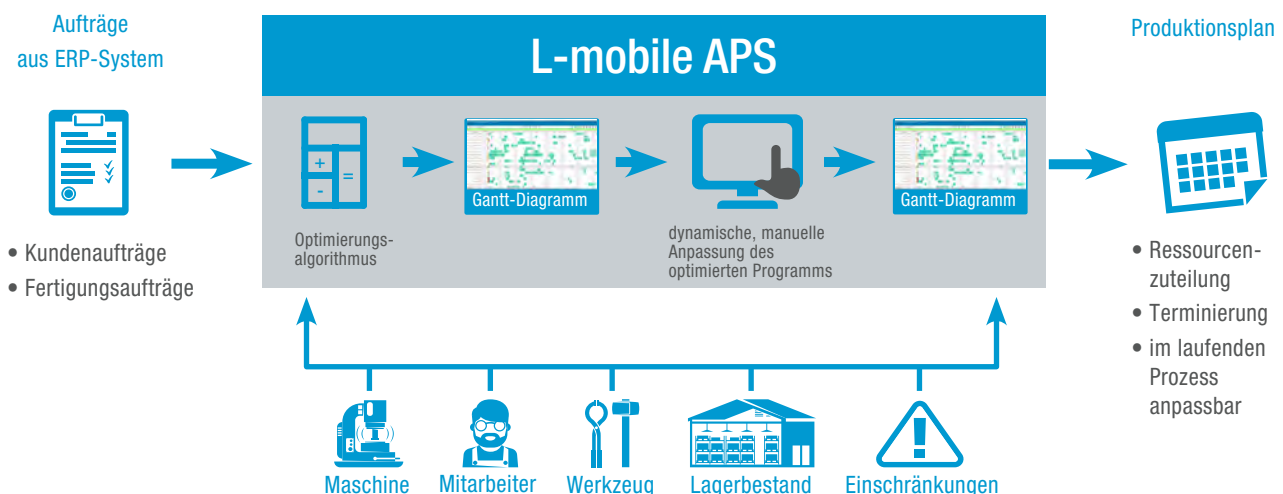 Aufträge
aus ERP-System
• Kundenaufträge
• Fertigungsaufträge
L-mobile APS
+
-
=
Optimierungs-
algorithmus
Gantt-Diagramm
dynamische, manuelle
Anpassung des
optimierten Programms
Gantt-Diagramm
Produktionsplan
• Ressourcen-
zuteilung
• Terminierung
• im laufenden
Prozess
anpassbar
Maschine
Mitarbeiter
Werkzeug
Lagerbestand
Einschränkungen